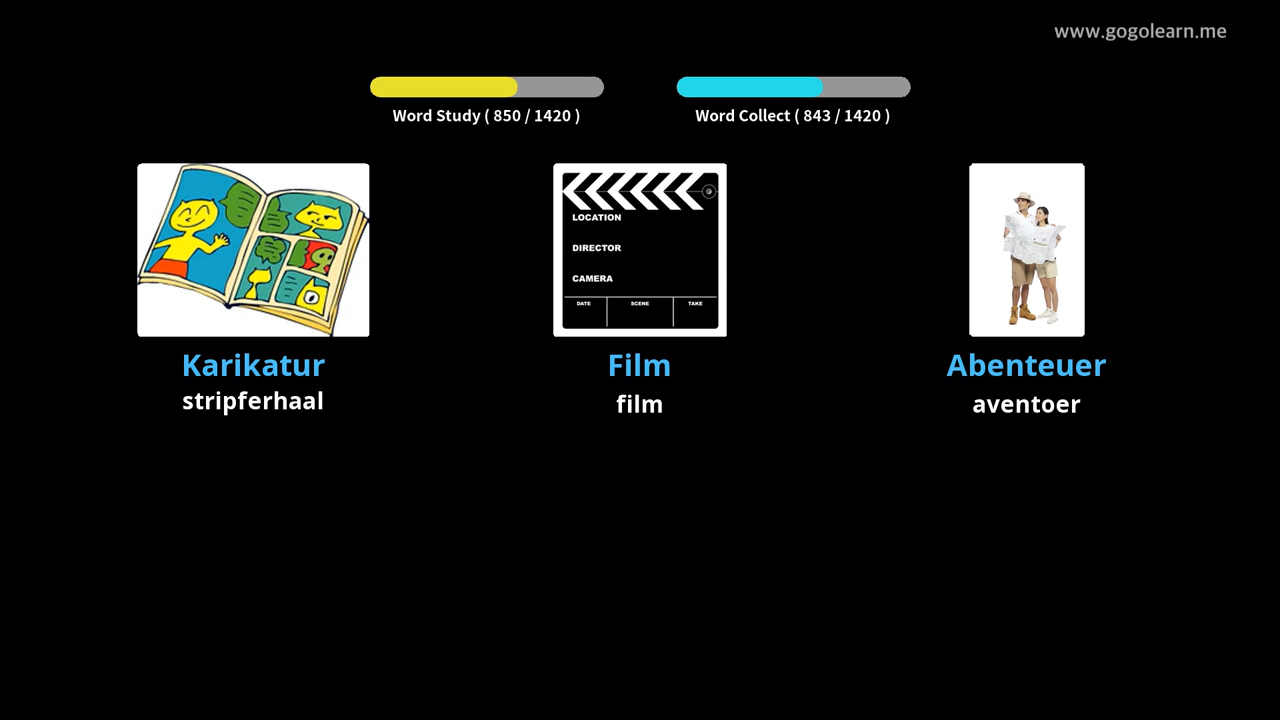 www.gogolearn.me
Word Study ( 850 / 1420 )
Word Collect ( 843 / 1420 )
LOCATION
DIRECTOR
CAMERA
DATE SCENE TAKE
Karikatur
stripferhaal
Film
film
Abenteuer
aventoer